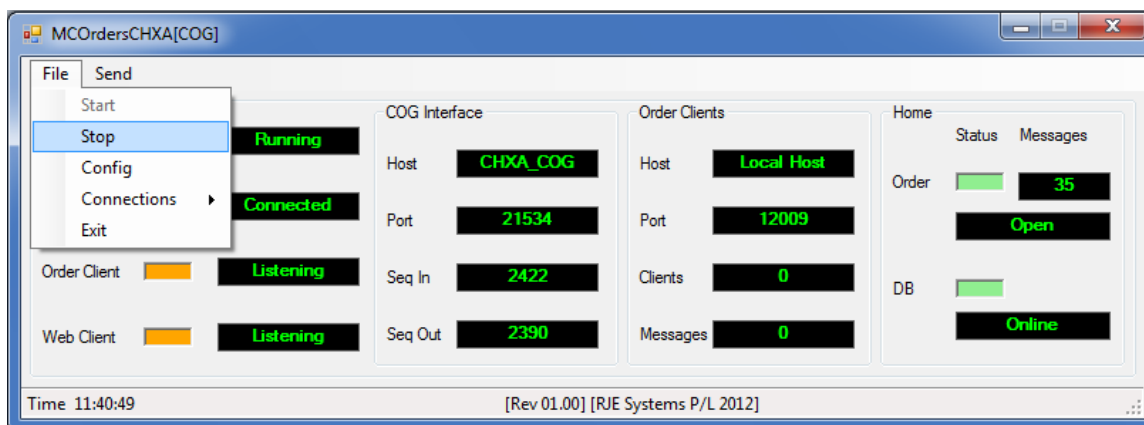 MCOrdersCHXA[COG]
File Send
Start
Stop
Config
Connections
Exit
Running
Connected
Order Client Listening
Web Client Listening
COG Interface
Host CHXA_COG
Port 21534
Seq In 2422
Seq Out 2390
Order Clients
Host Local Host
Port 12009
Clients 0
Messages 0
Home
Status Messages
Order 35
Open
DB
Online
Time 11:40:49 [Rev 01.00] [RJE Systems P/L 2012]